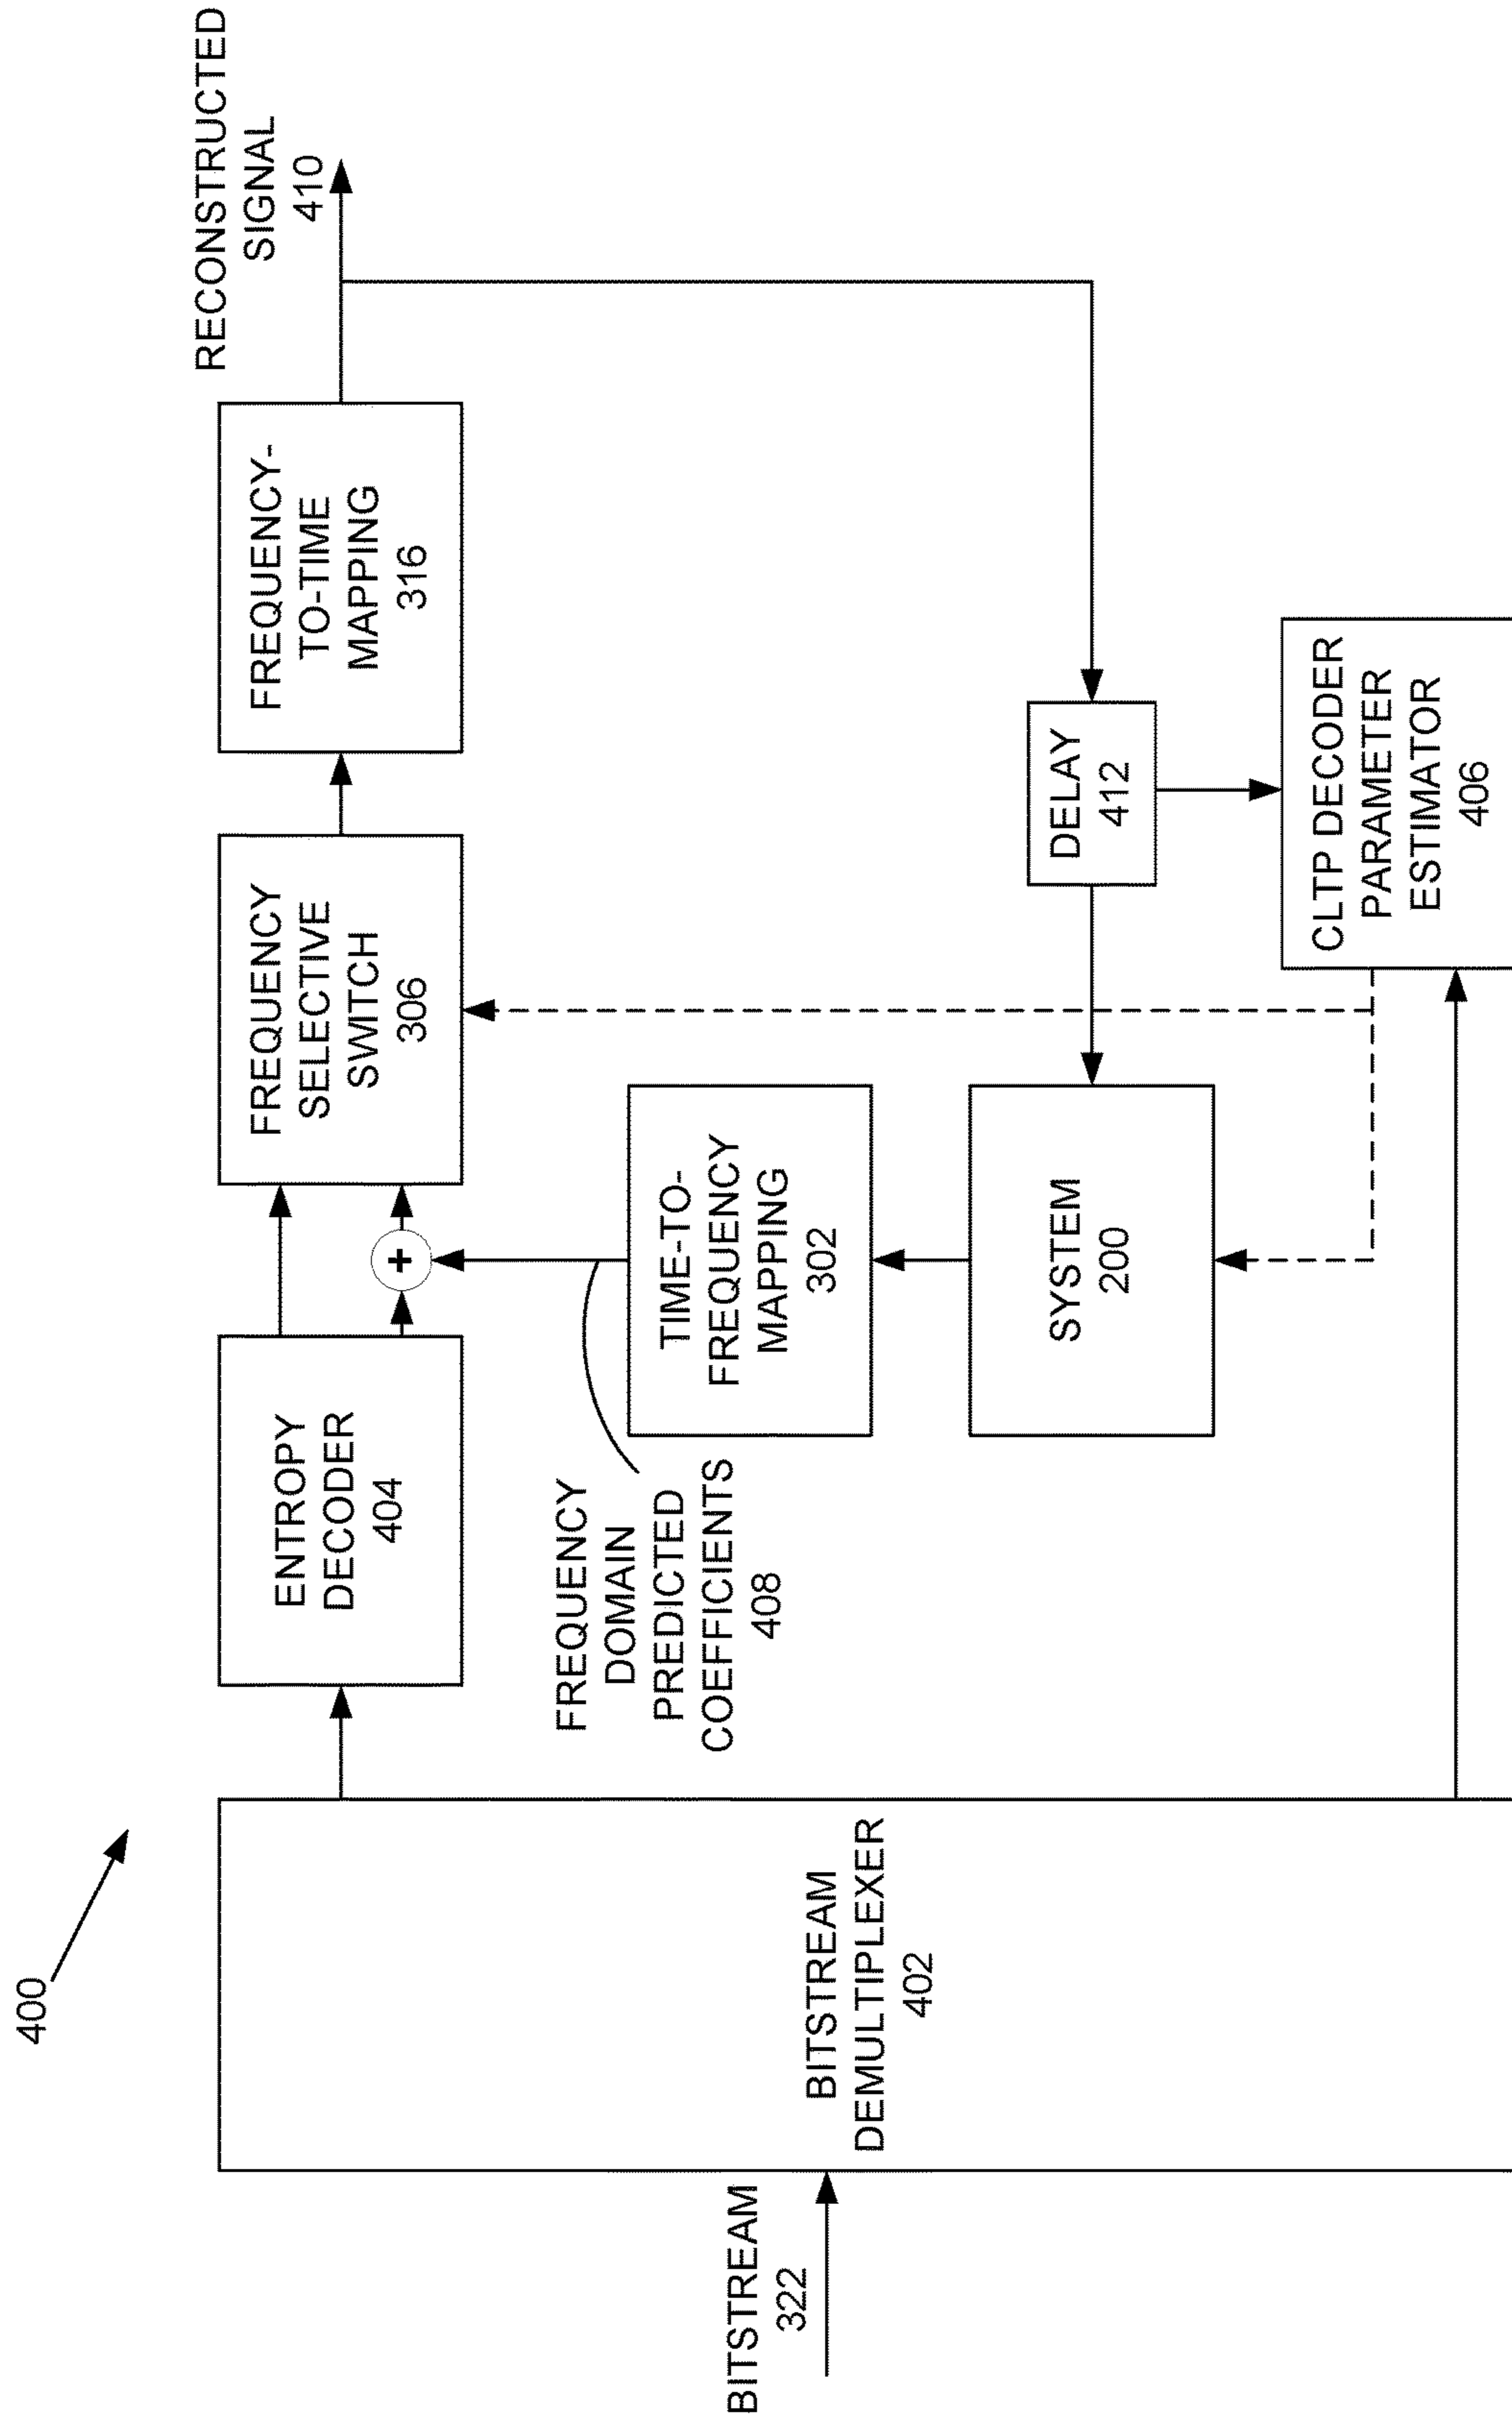 400
BITSTREAM
322
BITSTREAM
DEMULTIPLEXER
402
ENTROPY
DECODER
404
+
FREQUENCY
SELECTIVE
SWITCH
306
FREQUENCY-
TO-TIME
MAPPING
316
RECONSTRUCTED
SIGNAL
410
FREQUENCY
DOMAIN
PREDICTED
COEFFICIENTS
408
TIME-TO-
FREQUENCY
MAPPING
302
SYSTEM
200
DELAY
412
CLTP DECODER
PARAMETER
ESTIMATOR
406